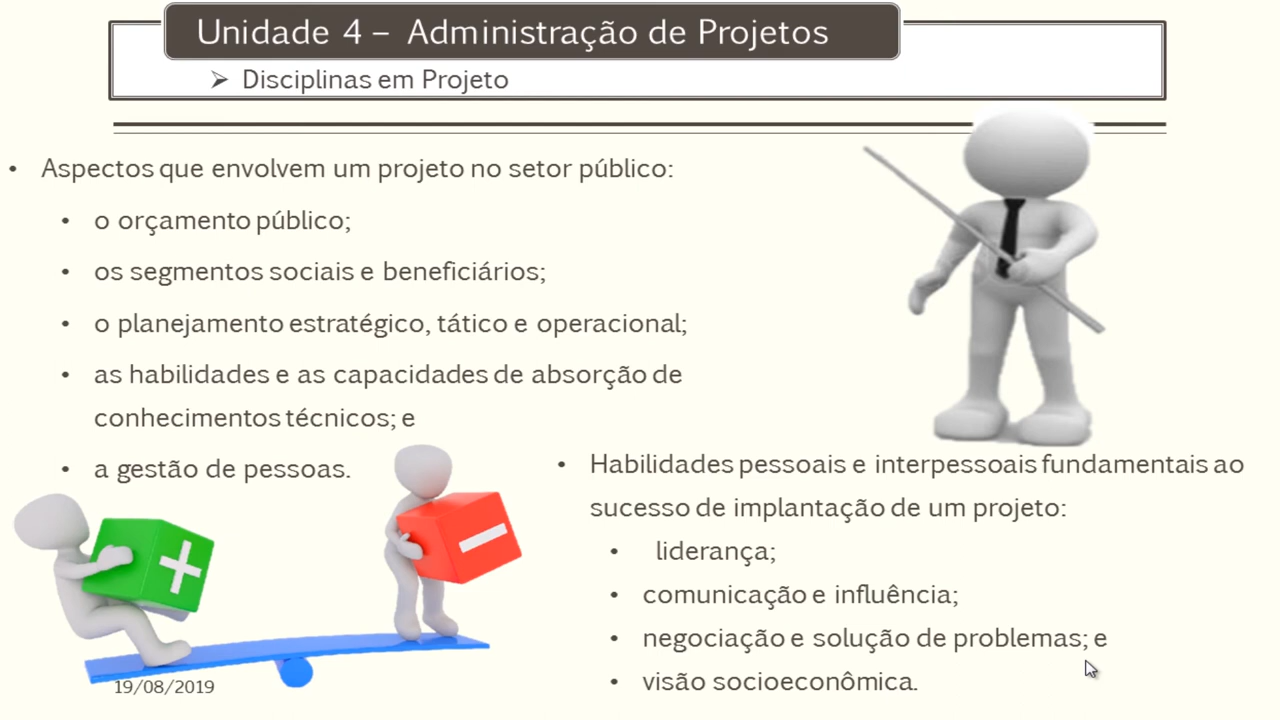 Unidade 4 – Administração de Projetos
➢ Disciplinas em Projeto
• Aspectos que envolvem um projeto no setor público:
• o orçamento público;
• os segmentos sociais e beneficiários;
• o planejamento estratégico, tático e operacional;
• as habilidades e as capacidades de absorção de
conhecimentos técnicos; e
• a gestão de pessoas.
• Habilidades pessoais e interpessoais fundamentais ao
sucesso de implantação de um projeto:
• liderança;
• comunicação e influência;
• negociação e solução de problemas; e
• visão socioeconômica.
19/08/2019